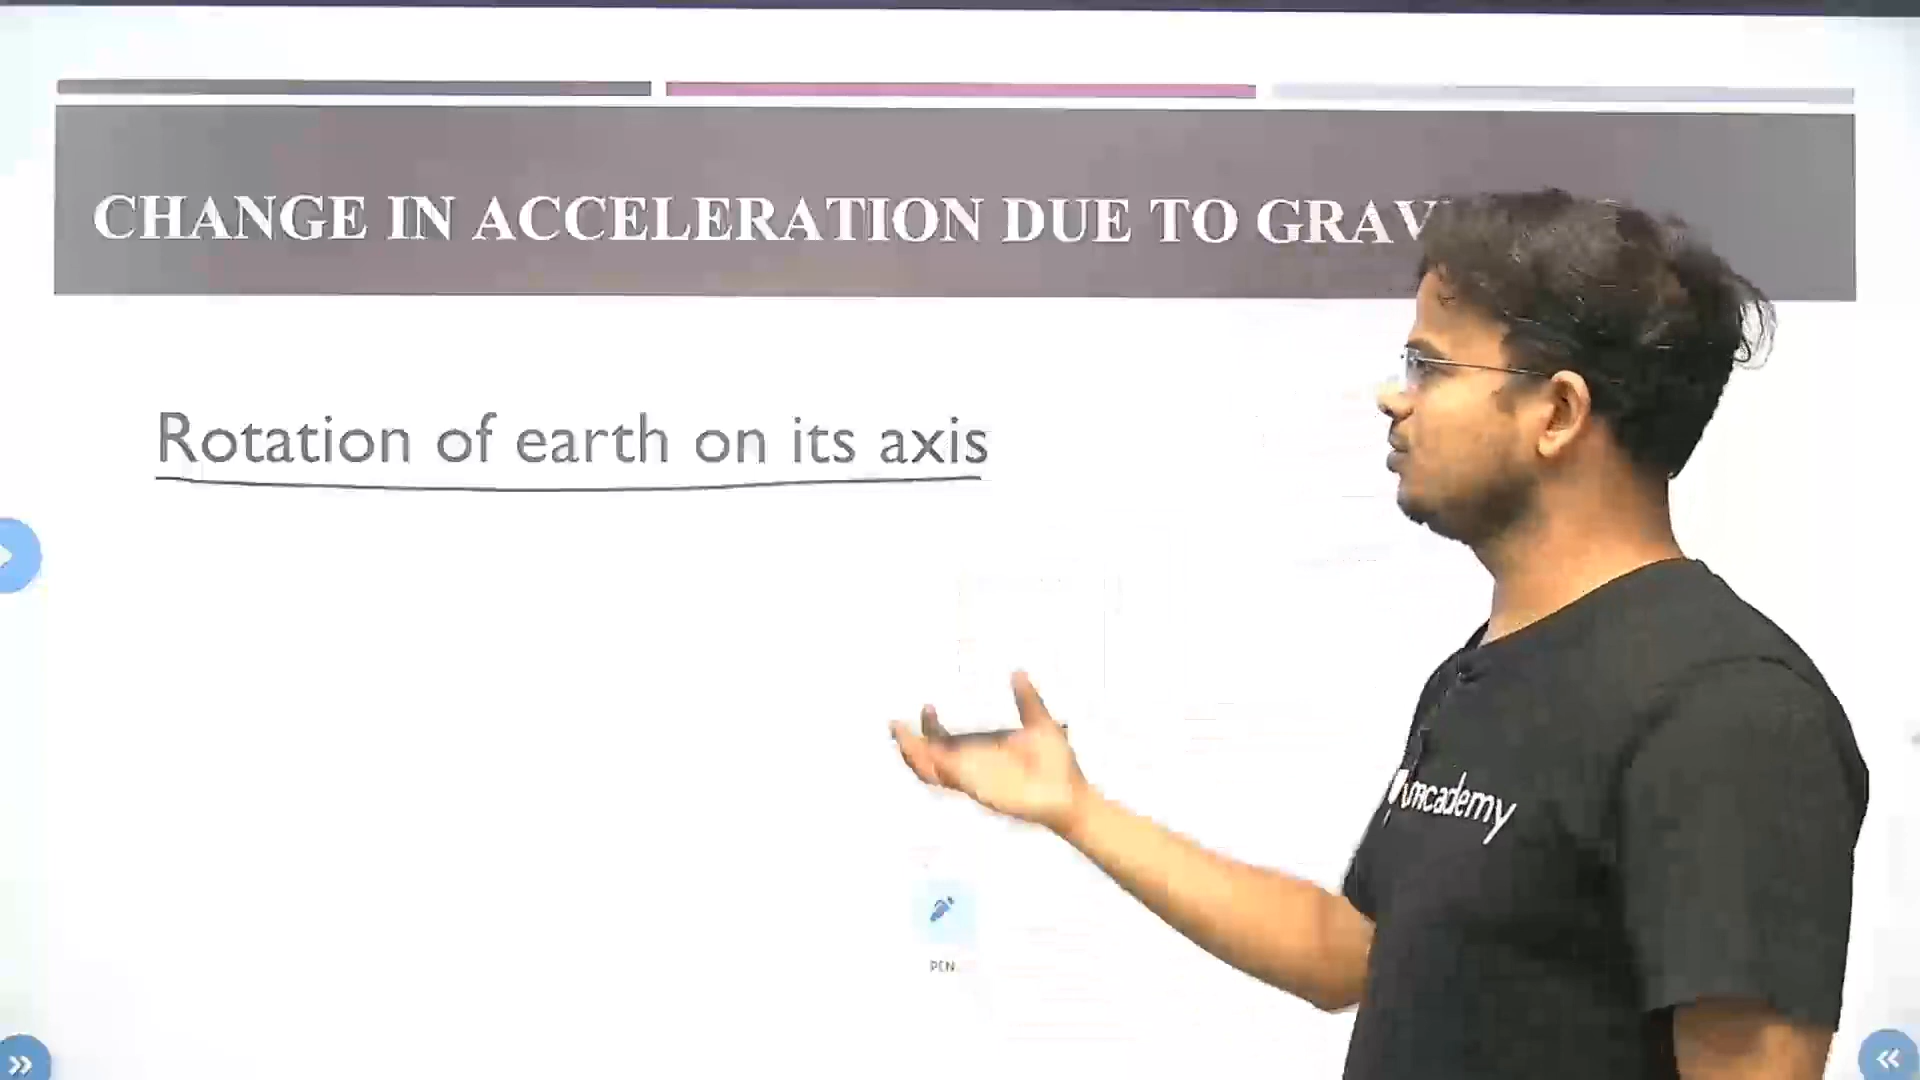 CHANGE IN ACCELERATION DUE TO GRAV
Rotation of earth on its axis
unacademy
PEN